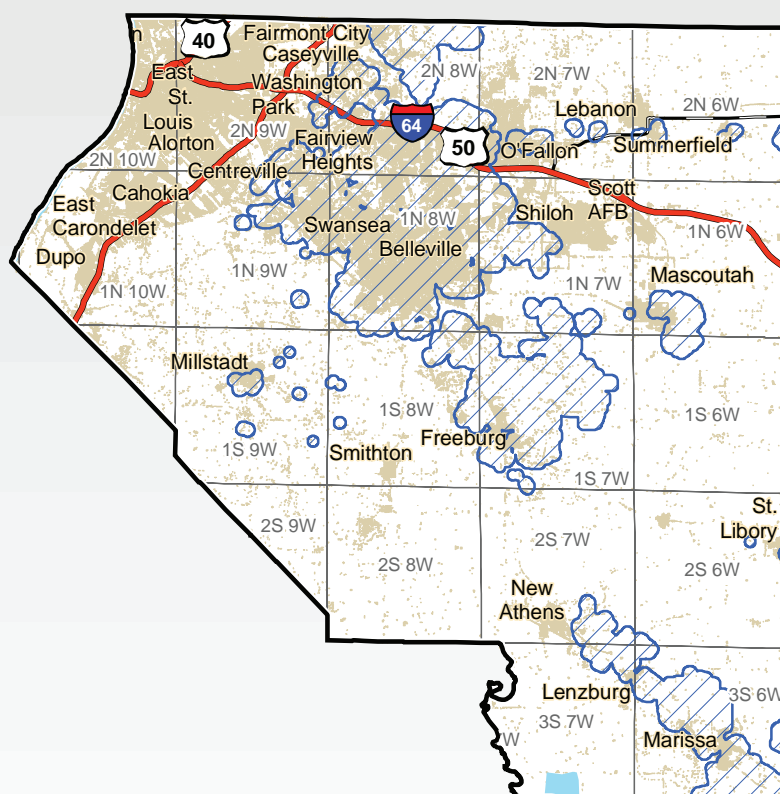 n
40
Fairmont City
Caseyville
2N 8W
2N 7W
East
St.
Louis
Washington
Park
Lebanon
2N 6W
64
50
2N 9W
Alorton
Fairview
Heights
O'Fallon
Summerfield
2N 10W
Centreville
Cahokia
Scott
AFB
East
Carondelet
Swansea
1N 8W
Shiloh
1N 6W
Belleville
Dupo
1N 9W
1N 7W
Mascoutah
1N 10W
Millstadt
1S 8W
1S 6W
Freeburg
1S 9W
Smithton
1S 7W
St.
Libory
2S 9W
2S 7W
2S 8W
2S 6W
New
Athens
Lenzburg
3S 6W
3S 7W
W
Marissa